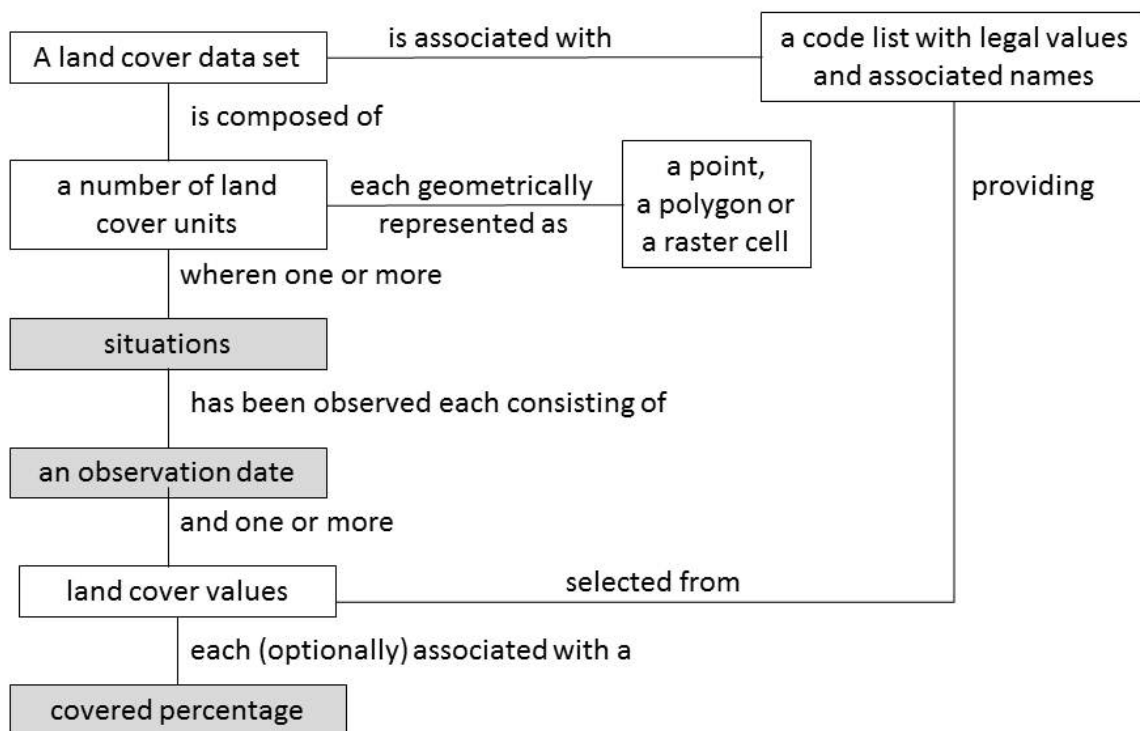 A land cover data set
is associated with
a code list with legal values
and associated names
is composed of
a number of land
cover units
each geometrically
represented as
a point,
a polygon or
a raster cell
providing
wheren one or more
situations
has been observed each consisting of
an observation date
and one or more
land cover values
selected from
each (optionally) associated with a
covered percentage